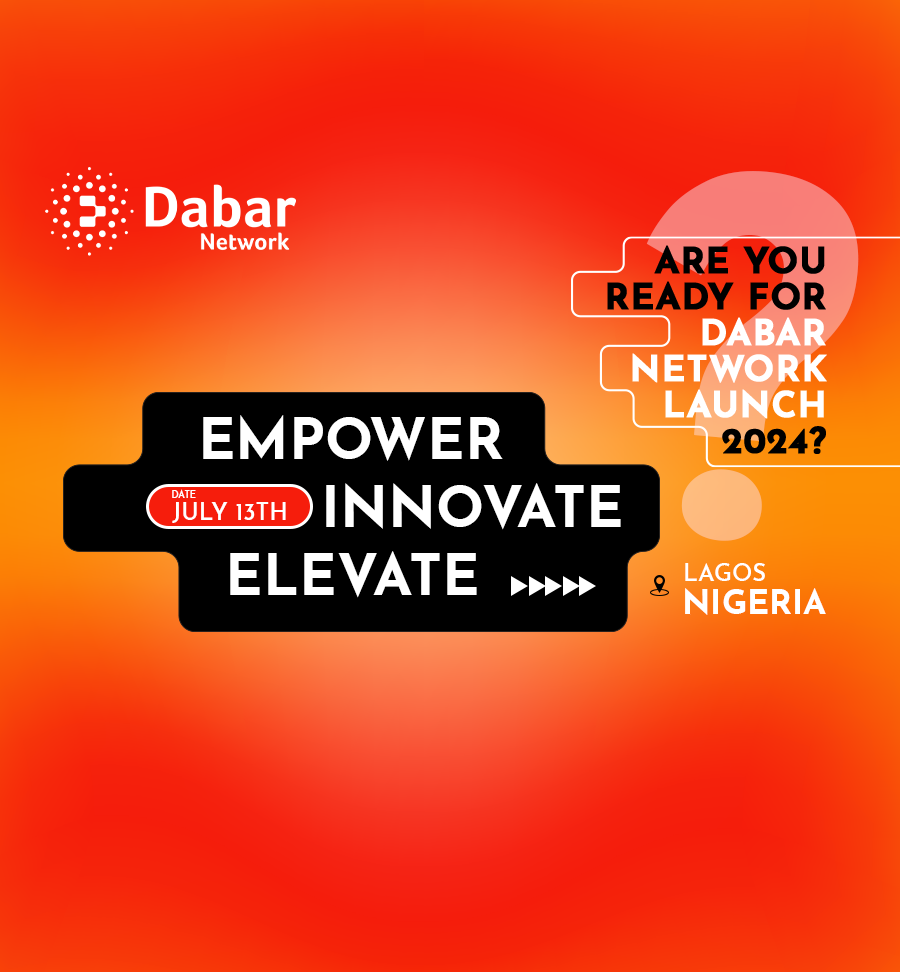 Dabar
Network
ARE YOU
READY FOR
DABAR
NETWORK
LAUNCH
2024?
EMPOWER
DATE
JULY 13TH
INNOVATE
ELEVATE
LAGOS
NIGERIA